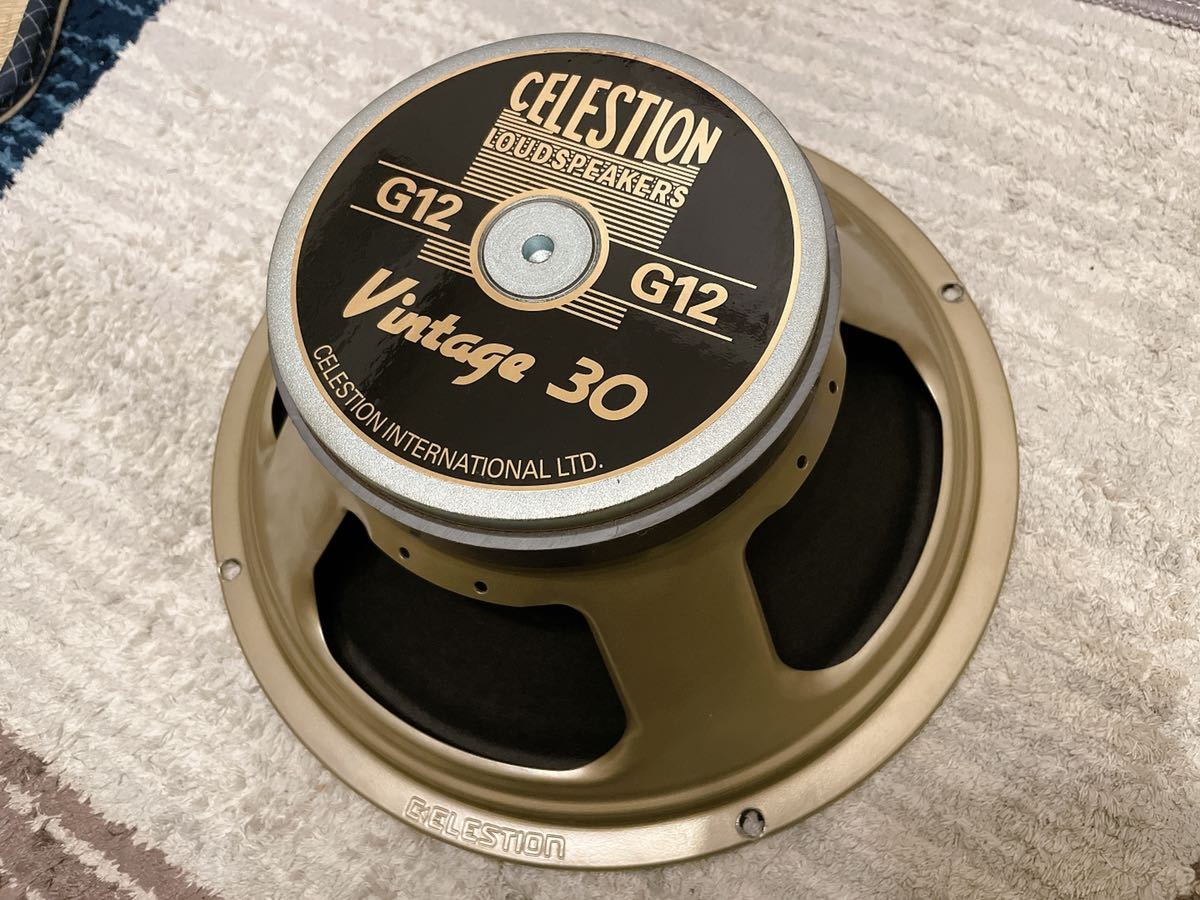 CELESTION
LOUDSPEAKERS
G12
G12
Vintage 30
CELESTION INTERNATIONAL LTD.
CELESTION